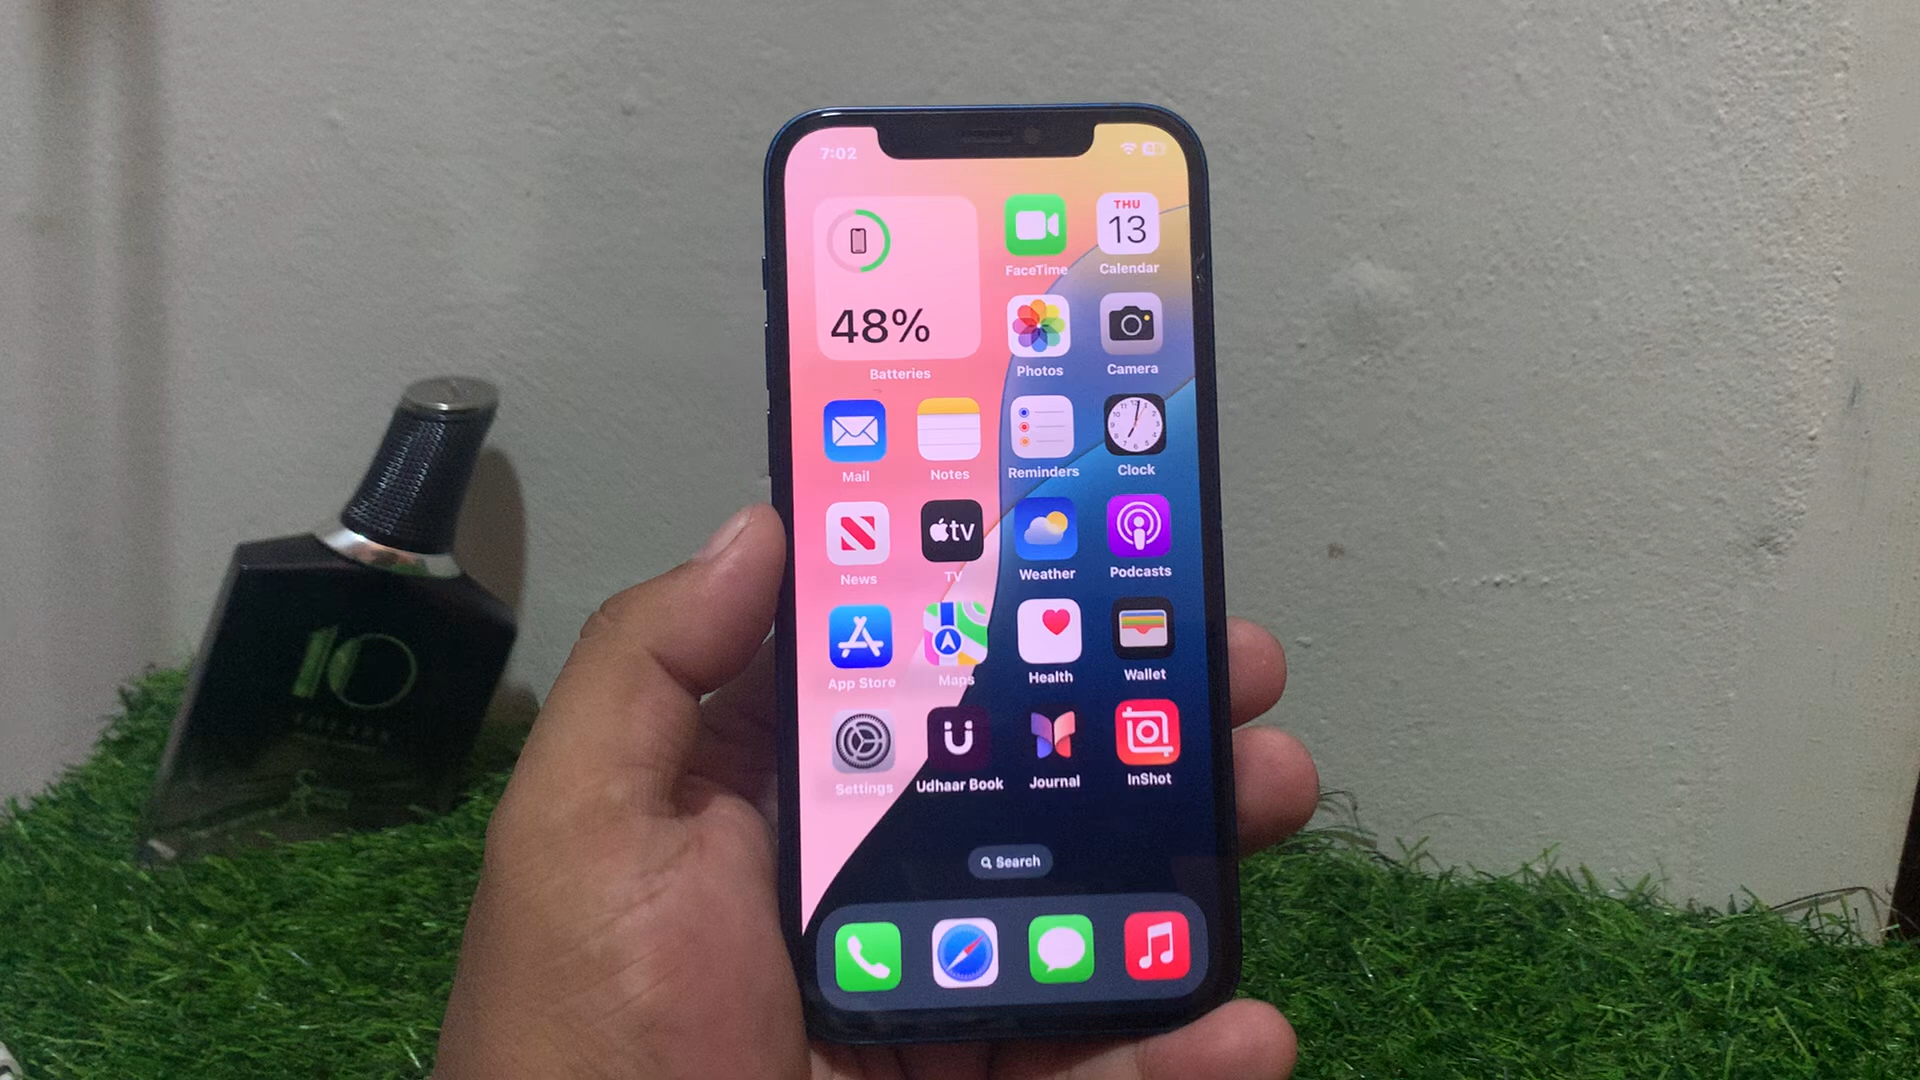 7:02
THU
13
FaceTime
Calendar
48%
Batteries
Photos
Camera
Mail
Notes
Reminders
Clock
tv
News
TV
Weather
Podcasts
App Store
Maps
Health
Wallet
Settings
Udhaar Book
Journal
InShot
Search
10